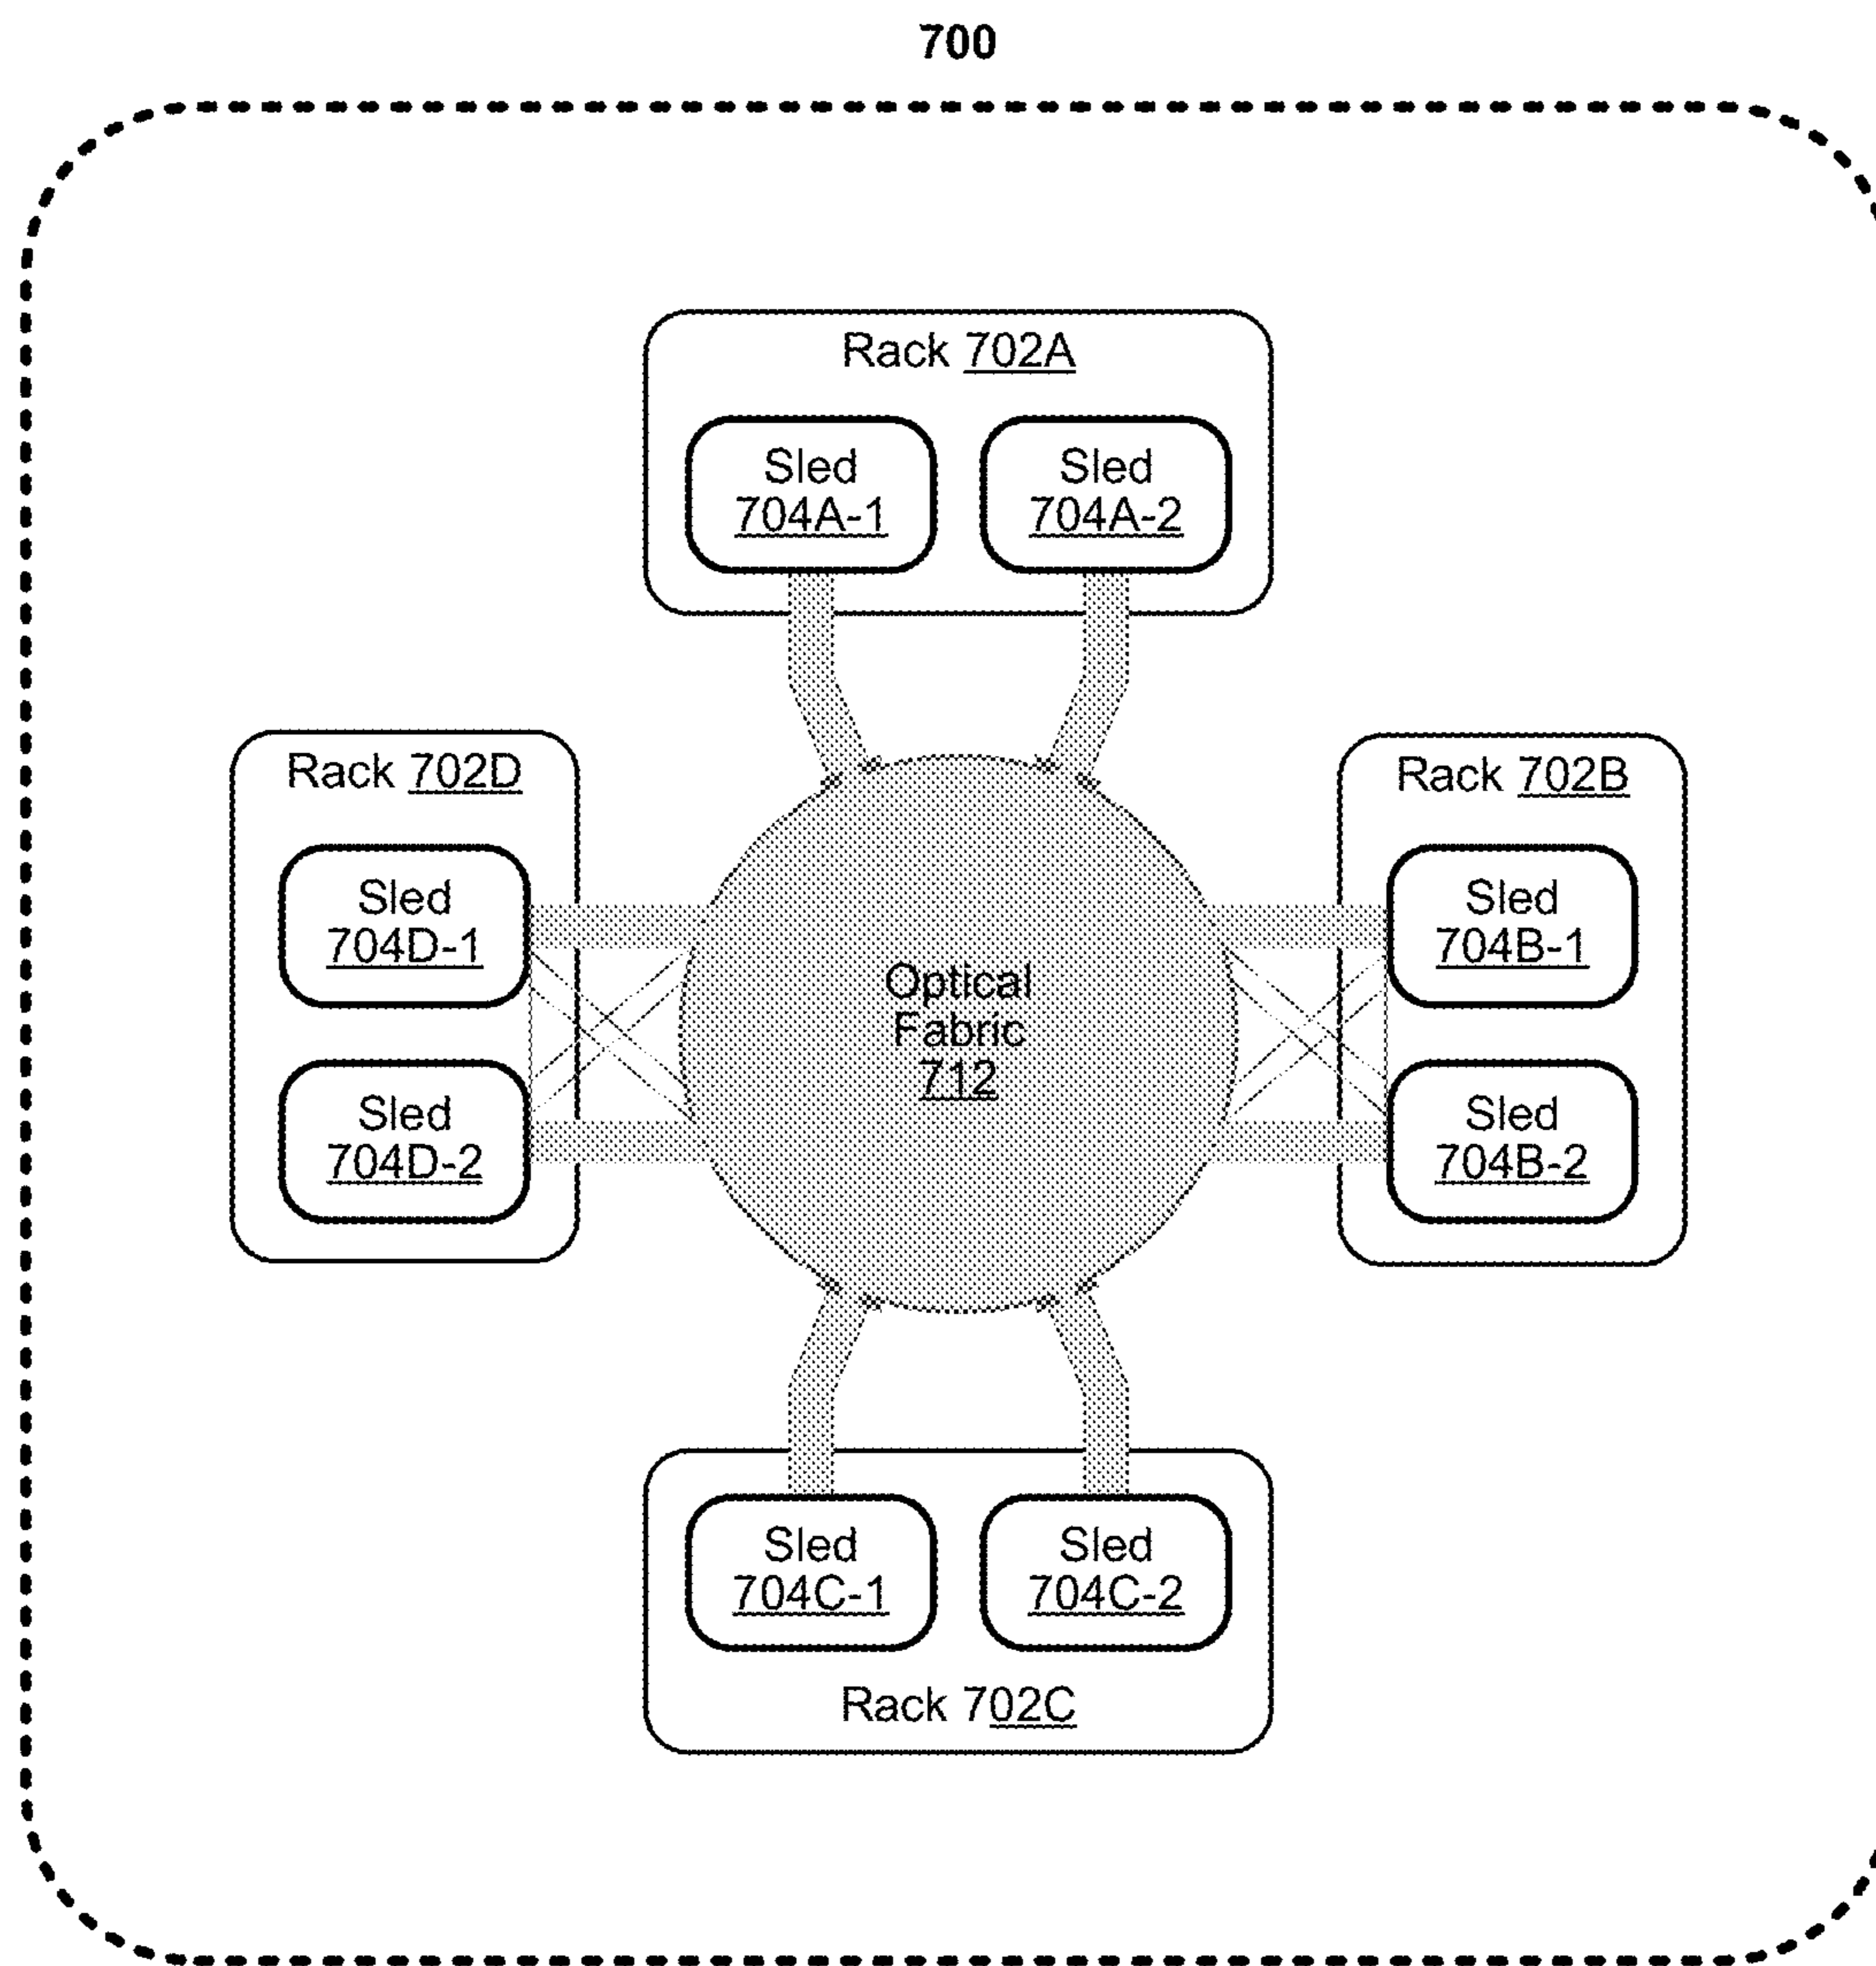 700
Rack 702A
Sled
704A-1
Sled
704A-2
Rack 702D
Sled
704D-1
Sled
704D-2
Optical
Fabric
712
Rack 702B
Sled
704B-1
Sled
704B-2
Sled
704C-1
Sled
704C-2
Rack 702C